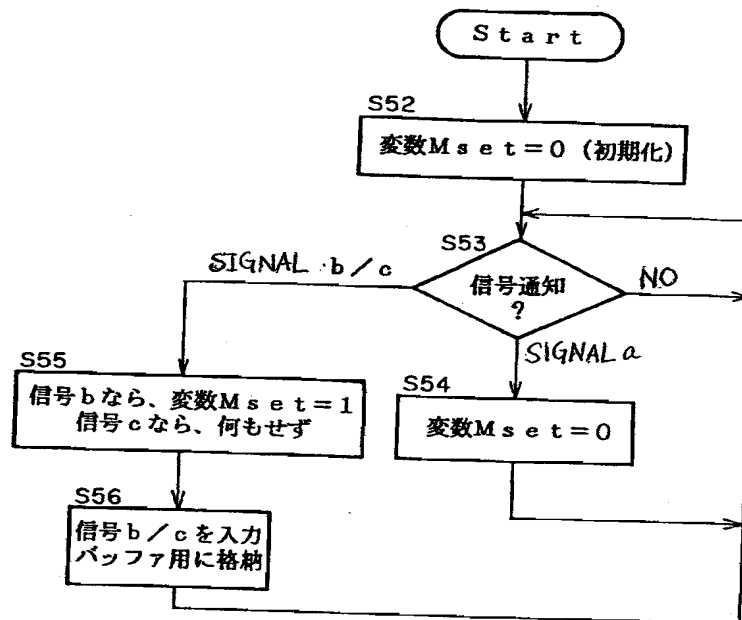 Start
S52
変数Mset=0 (初期化)
S53
SIGNAL b/c
信号通知
?
NO
SIGNAL a
S55
信号bなら、変数Mset=1
信号cなら、何もせず
S54
変数Mset=0
S56
信号b/cを入力
バッファ用に格納